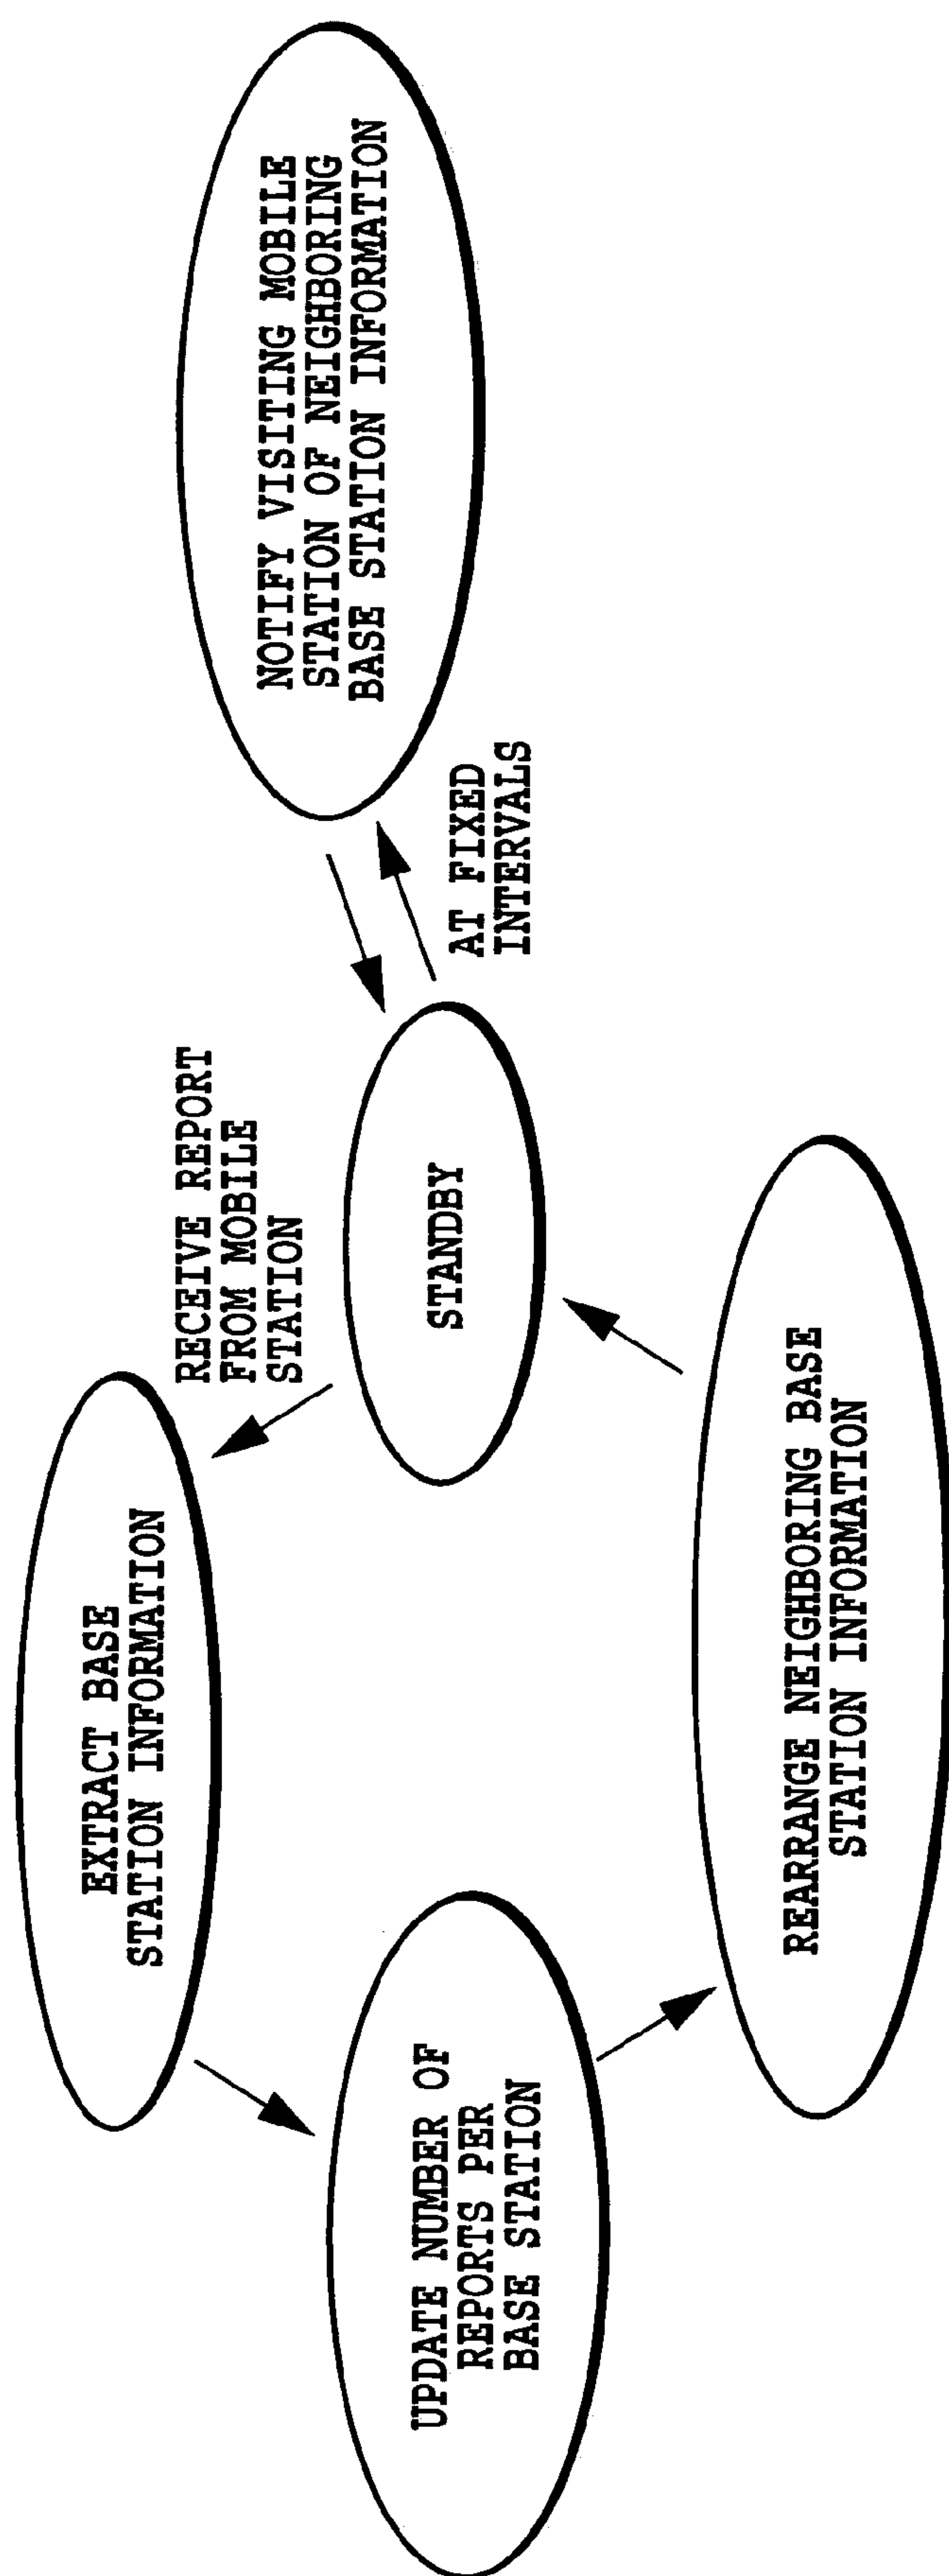 EXTRACT BASE
STATION INFORMATION
RECEIVE REPORT
FROM MOBILE
STATION
NOTIFY VISITING MOBILE
STATION OF NEIGHBORING
BASE STATION INFORMATION
UPDATE NUMBER OF
REPORTS PER
BASE STATION
STANDBY
AT FIXED
INTERVALS
REARRANGE NEIGHBORING BASE
STATION INFORMATION